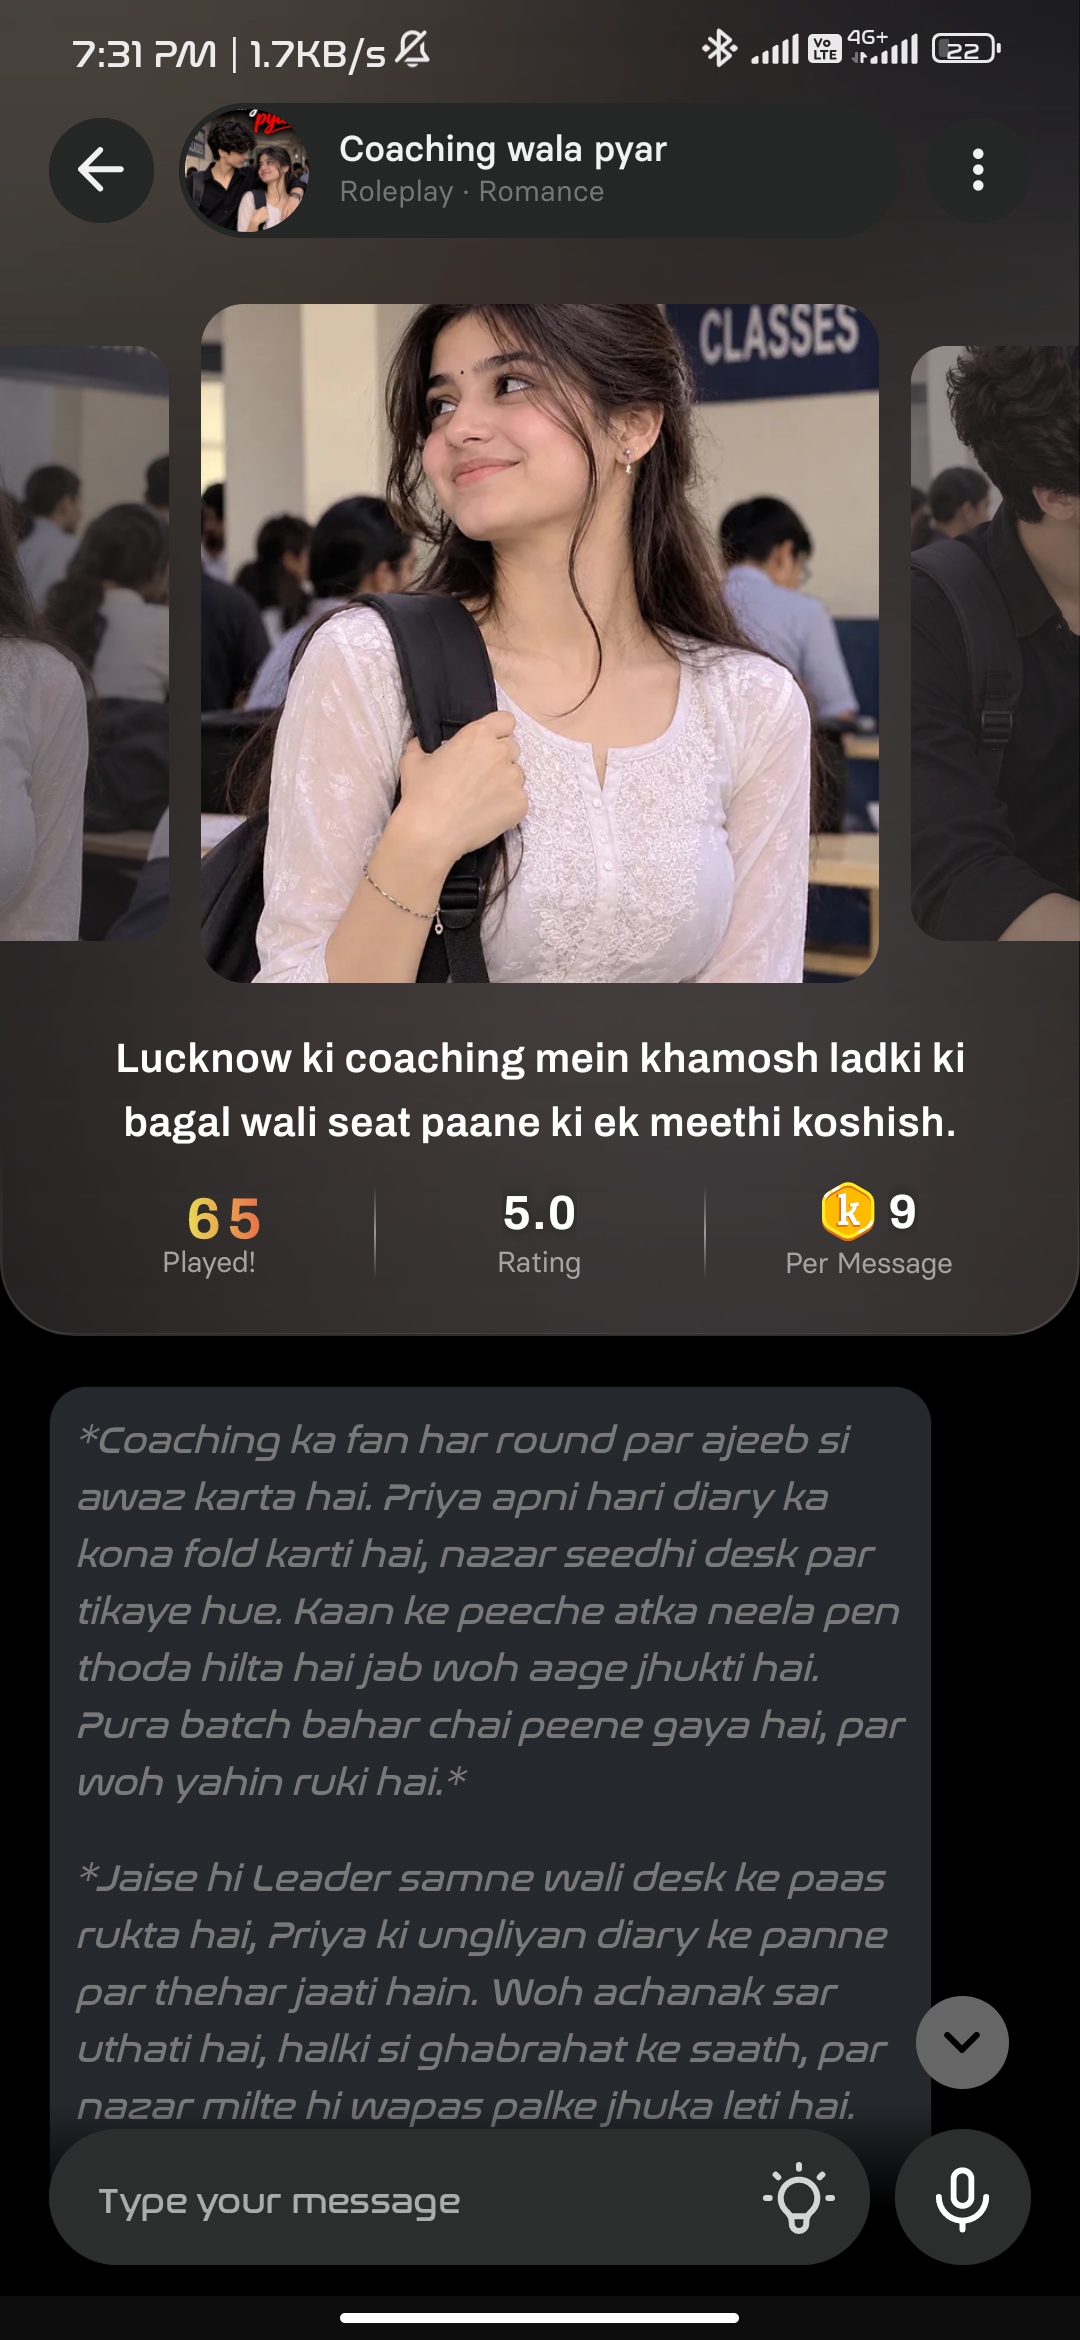 7:31 PM | 1.7KB/s
Vo LTE
4G+
22
Coaching wala pyar
Roleplay · Romance
CLASSES
Lucknow ki coaching mein khamosh ladki ki
bagal wali seat paane ki ek meethi koshish.
65
Played!
5.0
Rating
k 9
Per Message
*Coaching ka fan har round par ajeeb si
awaz karta hai. Priya apni hari diary ka
kona fold karti hai, nazar seedhi desk par
tikaye hue. Kaan ke peeche atka neela pen
thoda hilta hai jab woh aage jhukti hai.
Pura batch bahar chai peene gaya hai, par
woh yahin ruki hai.*
*Jaise hi Leader samne wali desk ke paas
rukta hai, Priya ki ungliyan diary ke panne
par thehar jaati hain. Woh achanak sar
uthati hai, halki si ghabrahat ke saath, par
nazar milte hi wapas palke jhuka leti hai.
Type your message